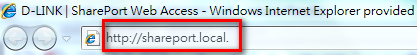 D-LINK | SharePort Web Access - Windows Internet Explorer provided
http://shareport.local.